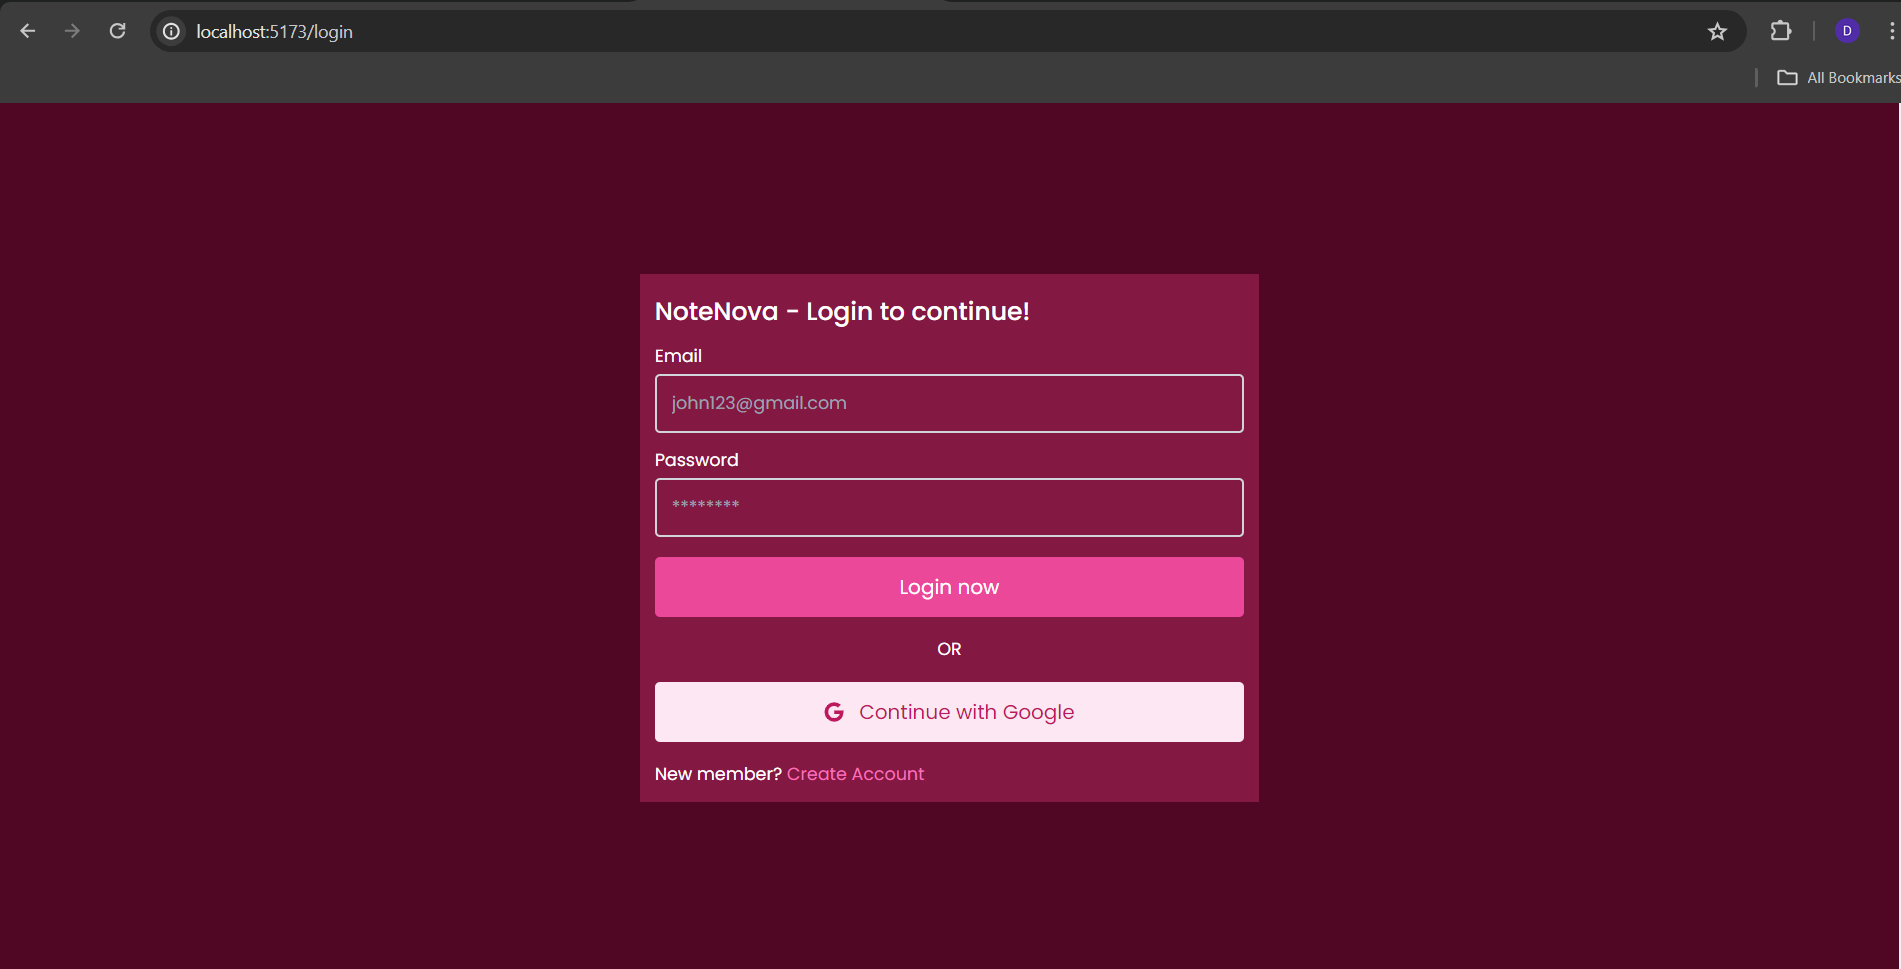 localhost:5173/login
D
All Bookmarks
NoteNova - Login to continue!
Email
john123@gmail.com
Password
********
Login now
OR
G Continue with Google
New member? Create Account